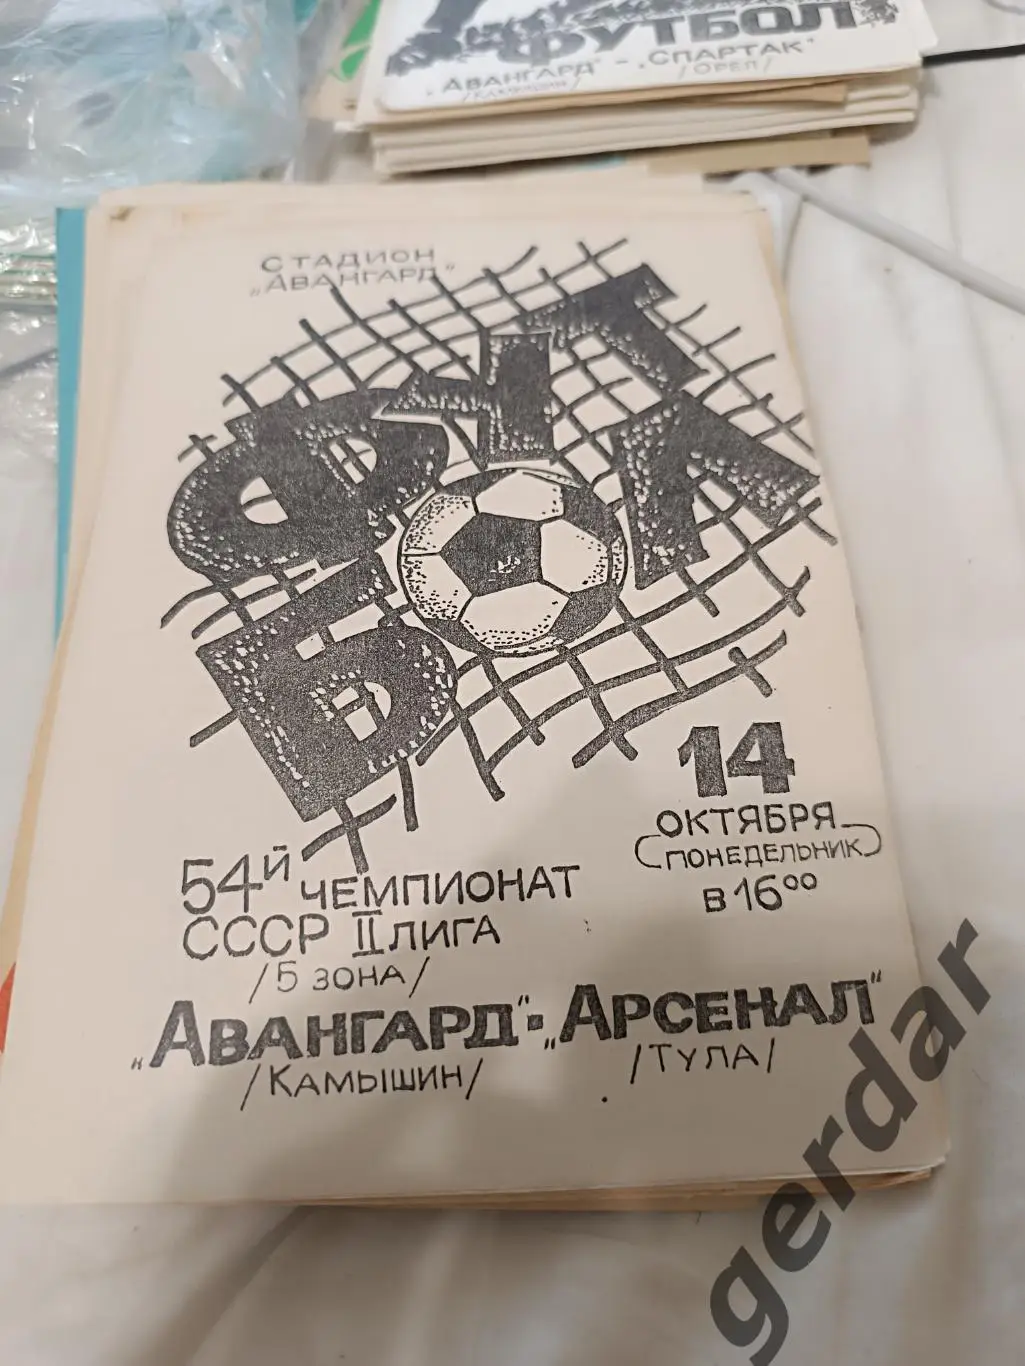 ФУТБОЛ
„Авангард" - „Спартак"
/Камышин/ /Орел/
Стадион
„Авангард"
ФУТ
БОЛ
14
октября
понедельник
в 16⁰⁰
54й чемпионат
СССР II лига
/5 зона/
„Авангард"-„Арсенал"
/Камышин/ /Тула/
gerdar